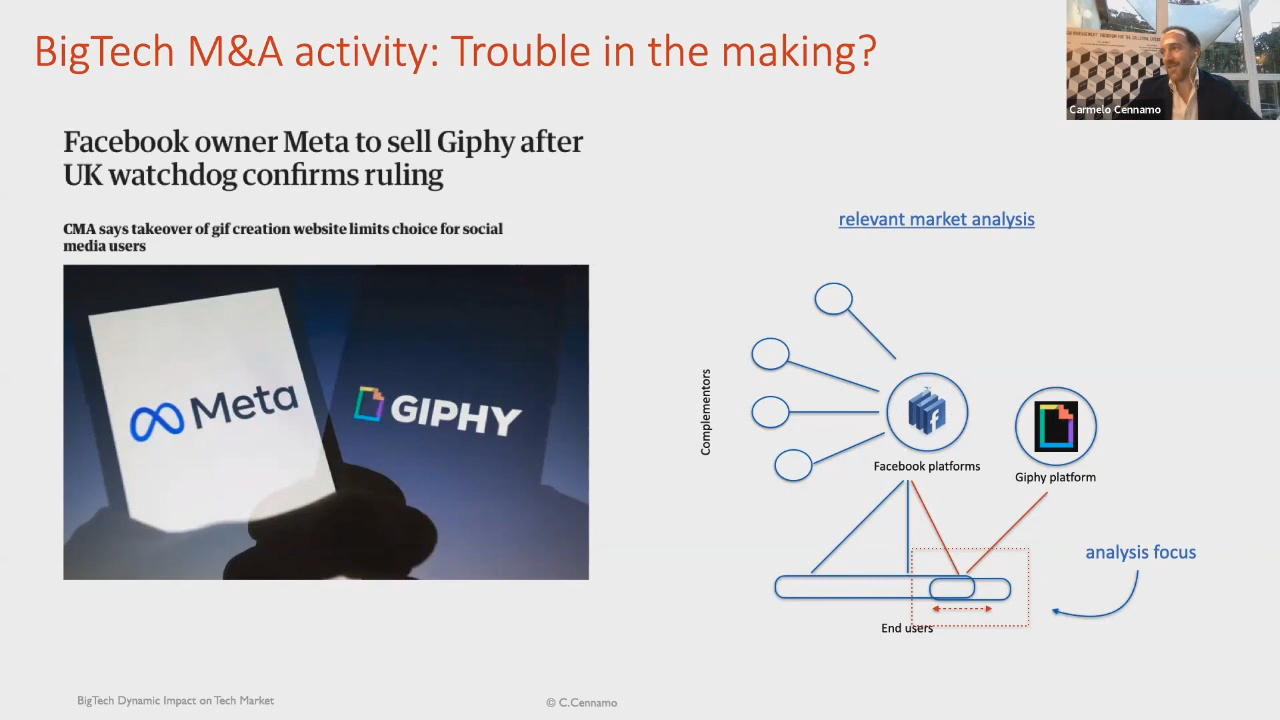 BigTech M&A activity: Trouble in the making?
Carmelo Cennamo
Facebook owner Meta to sell Giphy after
UK watchdog confirms ruling
CMA says takeover of gif creation website limits choice for social
media users
Meta
GIPHY
relevant market analysis
Complementors
f
Facebook platforms
Giphy platform
analysis focus
End users
BigTech Dynamic Impact on Tech Market
© C.Cennamo